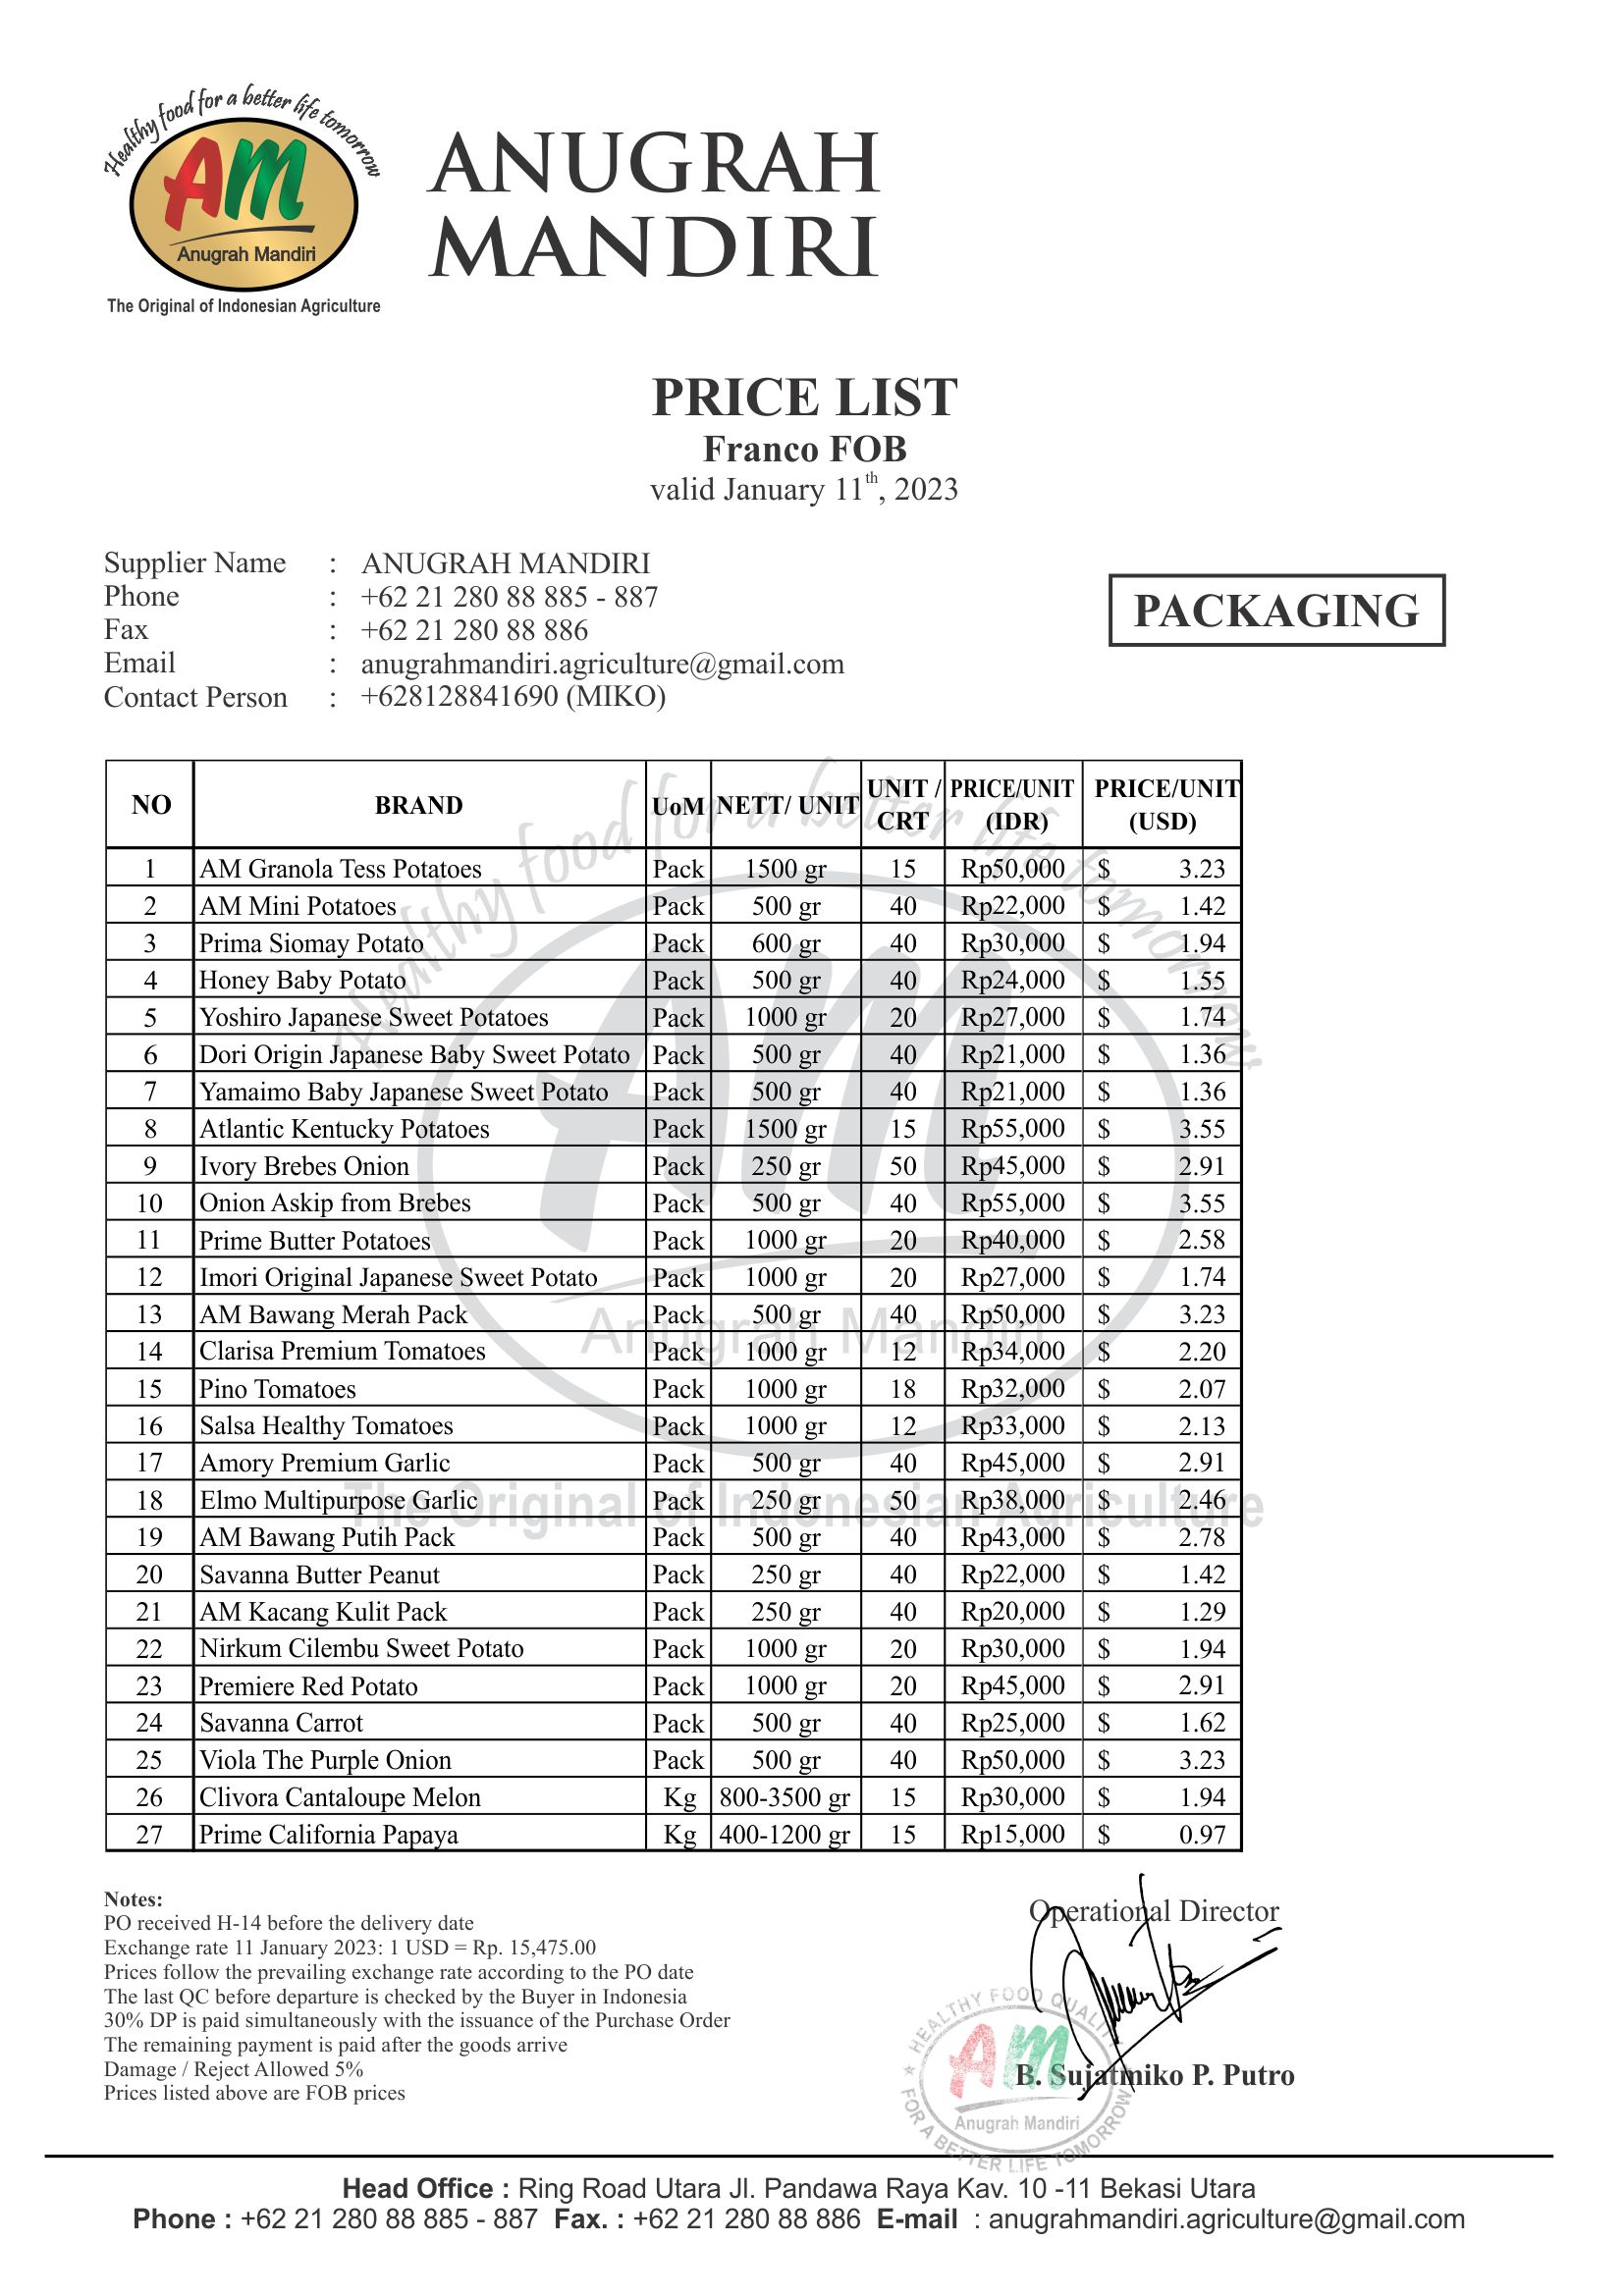 Healthy food for a better life tomorrow
AM
Anugrah Mandiri
The Original of Indonesian Agriculture
ANUGRAH
MANDIRI
PRICE LIST
Franco FOB
valid January 11th, 2023
Supplier Name : ANUGRAH MANDIRI
Phone : +62 21 280 88 885 - 887
Fax : +62 21 280 88 886
Email : anugrahmandiri.agriculture@gmail.com
Contact Person : +628128841690 (MIKO)
PACKAGING
NO BRAND UoM NETT/ UNIT UNIT / CRT PRICE/UNIT (IDR) PRICE/UNIT (USD)
1 AM Granola Tess Potatoes Pack 1500 gr 15 Rp50,000 $ 3.23
2 AM Mini Potatoes Pack 500 gr 40 Rp22,000 $ 1.42
3 Prima Siomay Potato Pack 600 gr 40 Rp30,000 $ 1.94
4 Honey Baby Potato Pack 500 gr 40 Rp24,000 $ 1.55
5 Yoshiro Japanese Sweet Potatoes Pack 1000 gr 20 Rp27,000 $ 1.74
6 Dori Origin Japanese Baby Sweet Potato Pack 500 gr 40 Rp21,000 $ 1.36
7 Yamaimo Baby Japanese Sweet Potato Pack 500 gr 40 Rp21,000 $ 1.36
8 Atlantic Kentucky Potatoes Pack 1500 gr 15 Rp55,000 $ 3.55
9 Ivory Brebes Onion Pack 250 gr 50 Rp45,000 $ 2.91
10 Onion Askip from Brebes Pack 500 gr 40 Rp55,000 $ 3.55
11 Prime Butter Potatoes Pack 1000 gr 20 Rp40,000 $ 2.58
12 Imori Original Japanese Sweet Potato Pack 1000 gr 20 Rp27,000 $ 1.74
13 AM Bawang Merah Pack Pack 500 gr 40 Rp50,000 $ 3.23
14 Clarisa Premium Tomatoes Pack 1000 gr 12 Rp34,000 $ 2.20
15 Pino Tomatoes Pack 1000 gr 18 Rp32,000 $ 2.07
16 Salsa Healthy Tomatoes Pack 1000 gr 12 Rp33,000 $ 2.13
17 Amory Premium Garlic Pack 500 gr 40 Rp45,000 $ 2.91
18 Elmo Multipurpose Garlic Pack 250 gr 50 Rp38,000 $ 2.46
19 AM Bawang Putih Pack Pack 500 gr 40 Rp43,000 $ 2.78
20 Savanna Butter Peanut Pack 250 gr 40 Rp22,000 $ 1.42
21 AM Kacang Kulit Pack Pack 250 gr 40 Rp20,000 $ 1.29
22 Nirkum Cilembu Sweet Potato Pack 1000 gr 20 Rp30,000 $ 1.94
23 Premiere Red Potato Pack 1000 gr 20 Rp45,000 $ 2.91
24 Savanna Carrot Pack 500 gr 40 Rp25,000 $ 1.62
25 Viola The Purple Onion Pack 500 gr 40 Rp50,000 $ 3.23
26 Clivora Cantaloupe Melon Kg 800-3500 gr 15 Rp30,000 $ 1.94
27 Prime California Papaya Kg 400-1200 gr 15 Rp15,000 $ 0.97
Healthy food for a better life tomorrow
AM
Anugrah Mandiri
The Original of Indonesian Agriculture
Notes:
PO received H-14 before the delivery date
Exchange rate 11 January 2023: 1 USD = Rp. 15,475.00
Prices follow the prevailing exchange rate according to the PO date
The last QC before departure is checked by the Buyer in Indonesia
30% DP is paid simultaneously with the issuance of the Purchase Order
The remaining payment is paid after the goods arrive
Damage / Reject Allowed 5%
Prices listed above are FOB prices
Operational Director
HEALTHY FOOD QUALITY
AM
Anugrah Mandiri
FOR A BETTER LIFE TOMORROW
B. Sujatmiko P. Putro
Head Office : Ring Road Utara Jl. Pandawa Raya Kav. 10 -11 Bekasi Utara
Phone : +62 21 280 88 885 - 887 Fax. : +62 21 280 88 886 E-mail : anugrahmandiri.agriculture@gmail.com